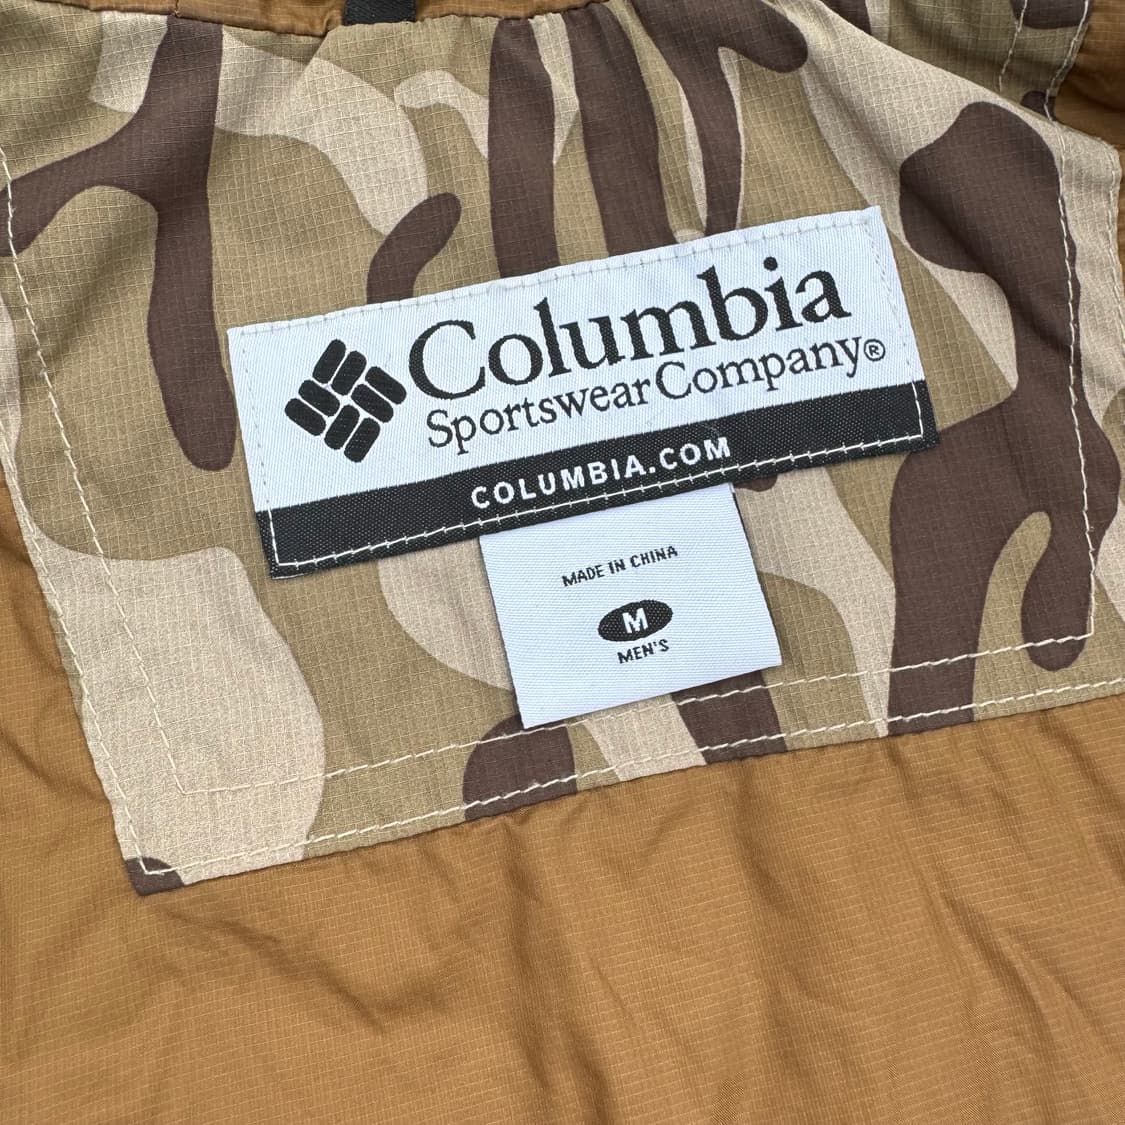 Columbia
Sportswear Company®
COLUMBIA.COM
MADE IN CHINA
M
MEN'S